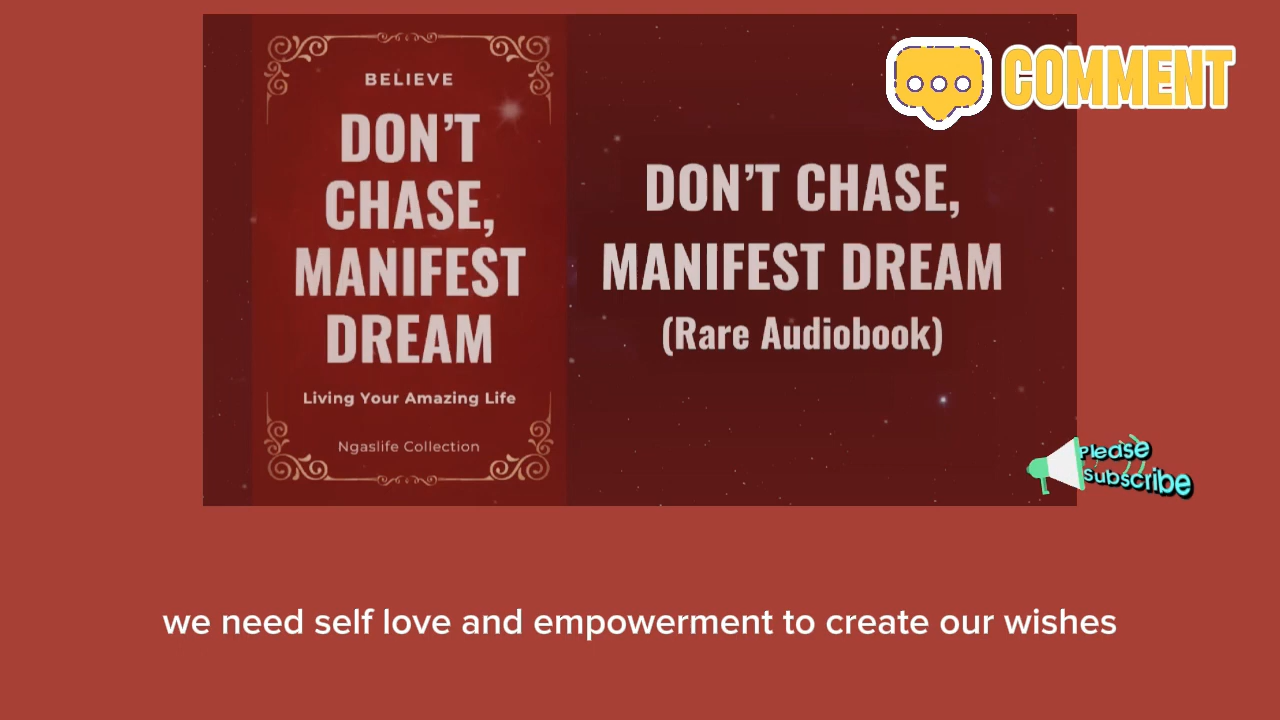 BELIEVE
DON'T
CHASE,
MANIFEST
DREAM
Living Your Amazing Life
Ngaslife Collection
DON'T CHASE,
MANIFEST DREAM
(Rare Audiobook)
COMMENT
Please
Subscribe
we need self love and empowerment to create our wishes